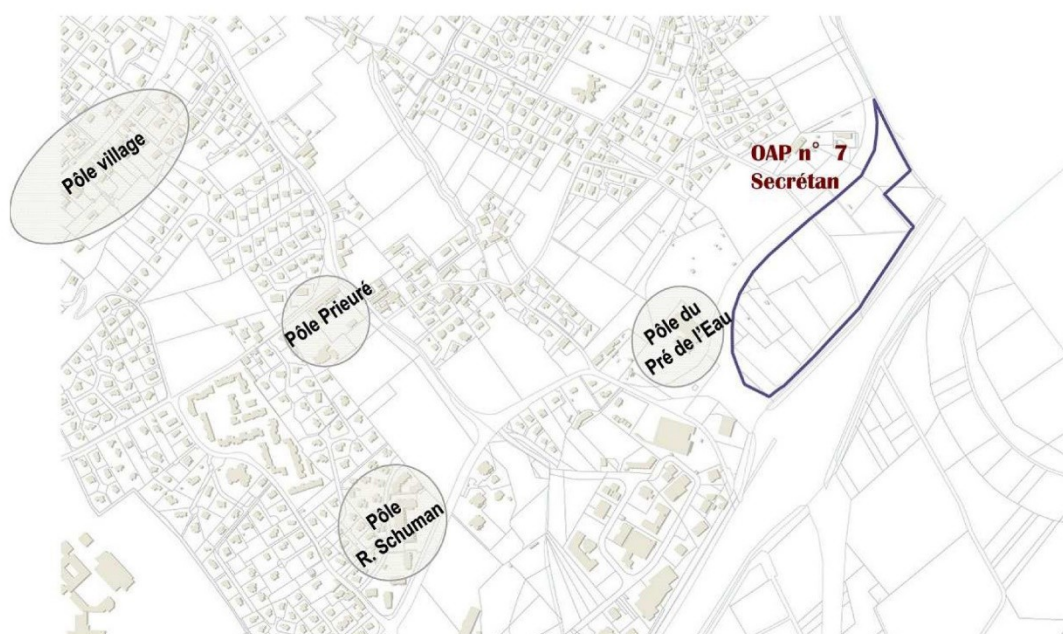 Pôle village
OAP n° 7
Secrétan
Pôle Prieuré
Pôle du
Pré de l'Eau
Pôle
R. Schuman